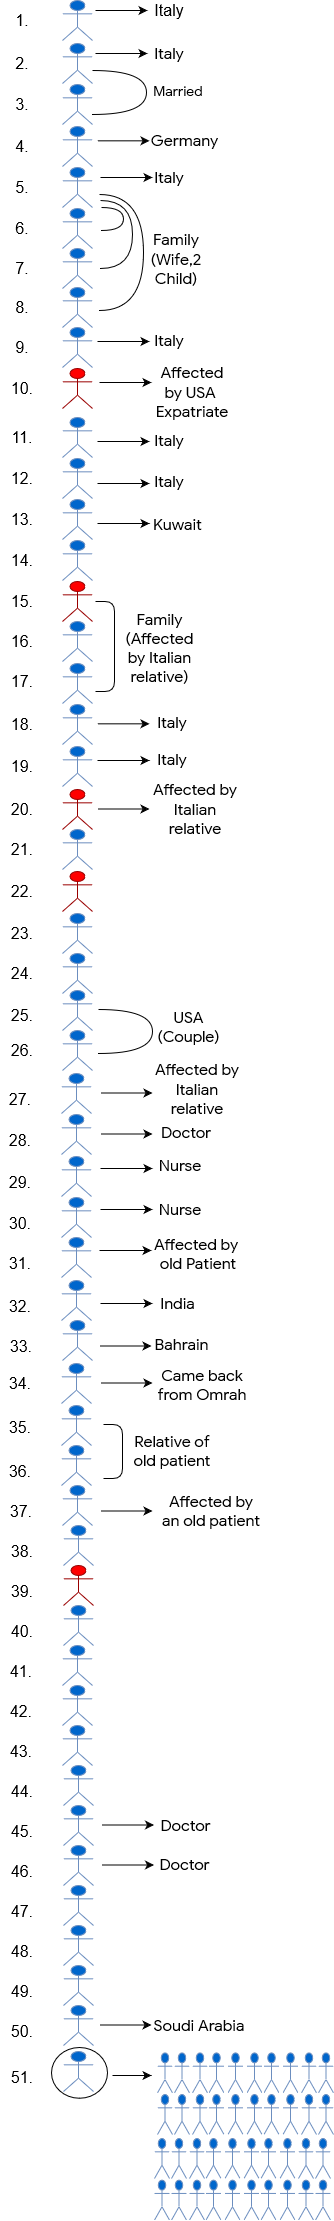 1. Italy
2. Italy
3. Married
4. Germany
5. Italy
6. Family
(Wife,2
7. Child)
8.
9. Italy
10. Affected
by USA
Expatriate
11. Italy
12. Italy
13. Kuwait
14.
15.
Family
16. (Affected
by Italian
17. relative)
18. Italy
19. Italy
20. Affected by
Italian
relative
21.
22.
23.
24.
25. USA
(Couple)
26.
27. Affected by
Italian
relative
28. Doctor
29. Nurse
30. Nurse
31. Affected by
old Patient
32. India
33. Bahrain
34. Came back
from Omrah
35. Relative of
old patient
36.
37. Affected by
an old patient
38.
39.
40.
41.
42.
43.
44.
45. Doctor
46. Doctor
47.
48.
49.
50. Soudi Arabia
51.